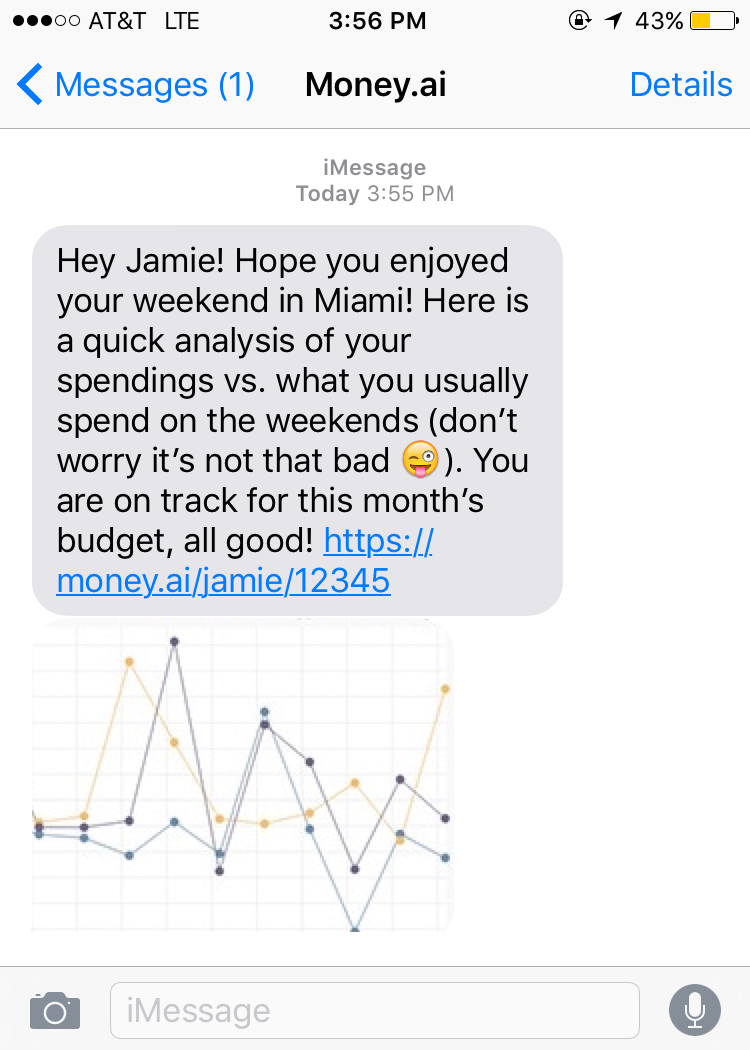 ●●●○○ AT&T LTE 3:56 PM 43%
Messages (1) Money.ai Details
iMessage
Today 3:55 PM
Hey Jamie! Hope you enjoyed
your weekend in Miami! Here is
a quick analysis of your
spendings vs. what you usually
spend on the weekends (don’t
worry it’s not that bad 😜). You
are on track for this month’s
budget, all good! https://
money.ai/jamie/12345
iMessage